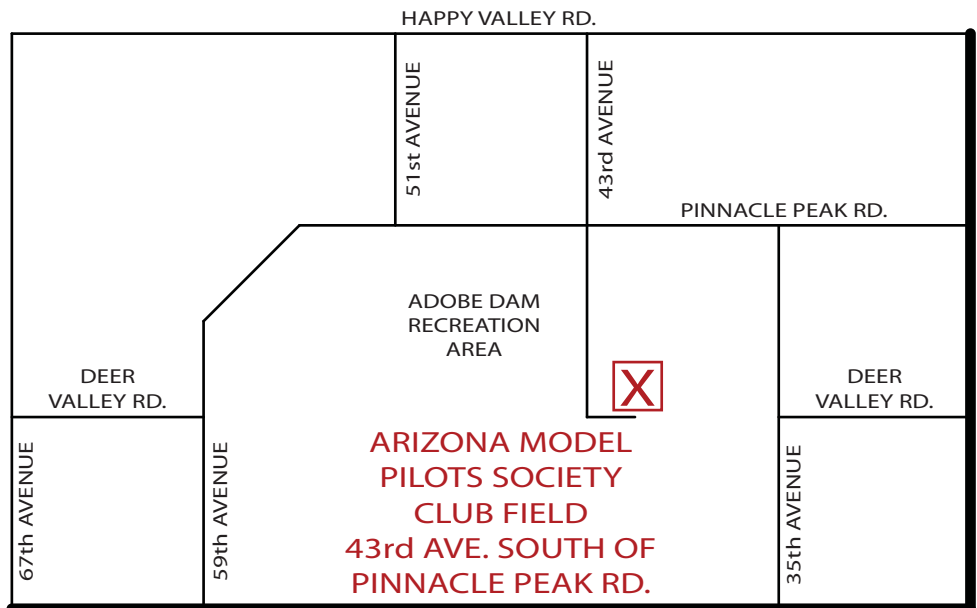 HAPPY VALLEY RD.
51st AVENUE
43rd AVENUE
PINNACLE PEAK RD.
ADOBE DAM
RECREATION
AREA
X
DEER
VALLEY RD.
DEER
VALLEY RD.
67th AVENUE
59th AVENUE
ARIZONA MODEL
PILOTS SOCIETY
CLUB FIELD
43rd AVE. SOUTH OF
PINNACLE PEAK RD.
35th AVENUE